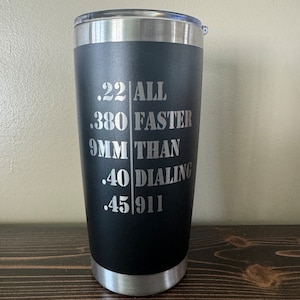 .22 ALL
.380 FASTER
9MM THAN
.40 DIALING
.45 911